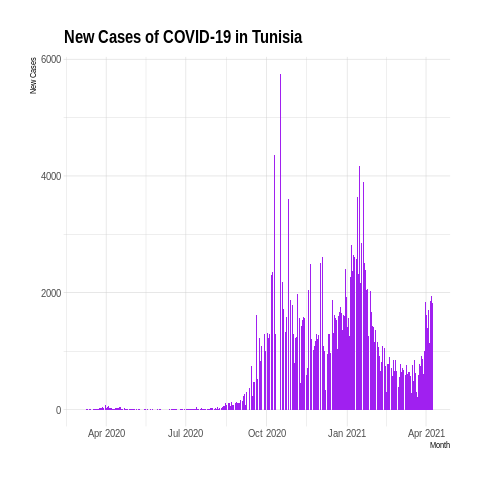 New Cases of COVID-19 in Tunisia
New Cases
6000
4000
2000
0
Apr 2020
Jul 2020
Oct 2020
Jan 2021
Apr 2021
Month